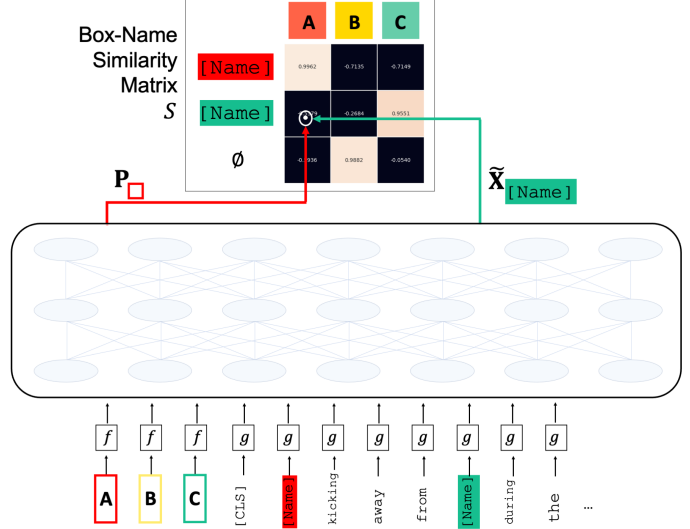 A B C
Box-Name
Similarity
Matrix
S
[Name] 0.9962 -0.7135 -0.7149
[Name] -0.2684 0.9551
∅ 0.9882 -0.0540
P
X̃ [Name]
f f f g g g g g g g g
A B C [CLS] [Name] kicking away from [Name] during the ...